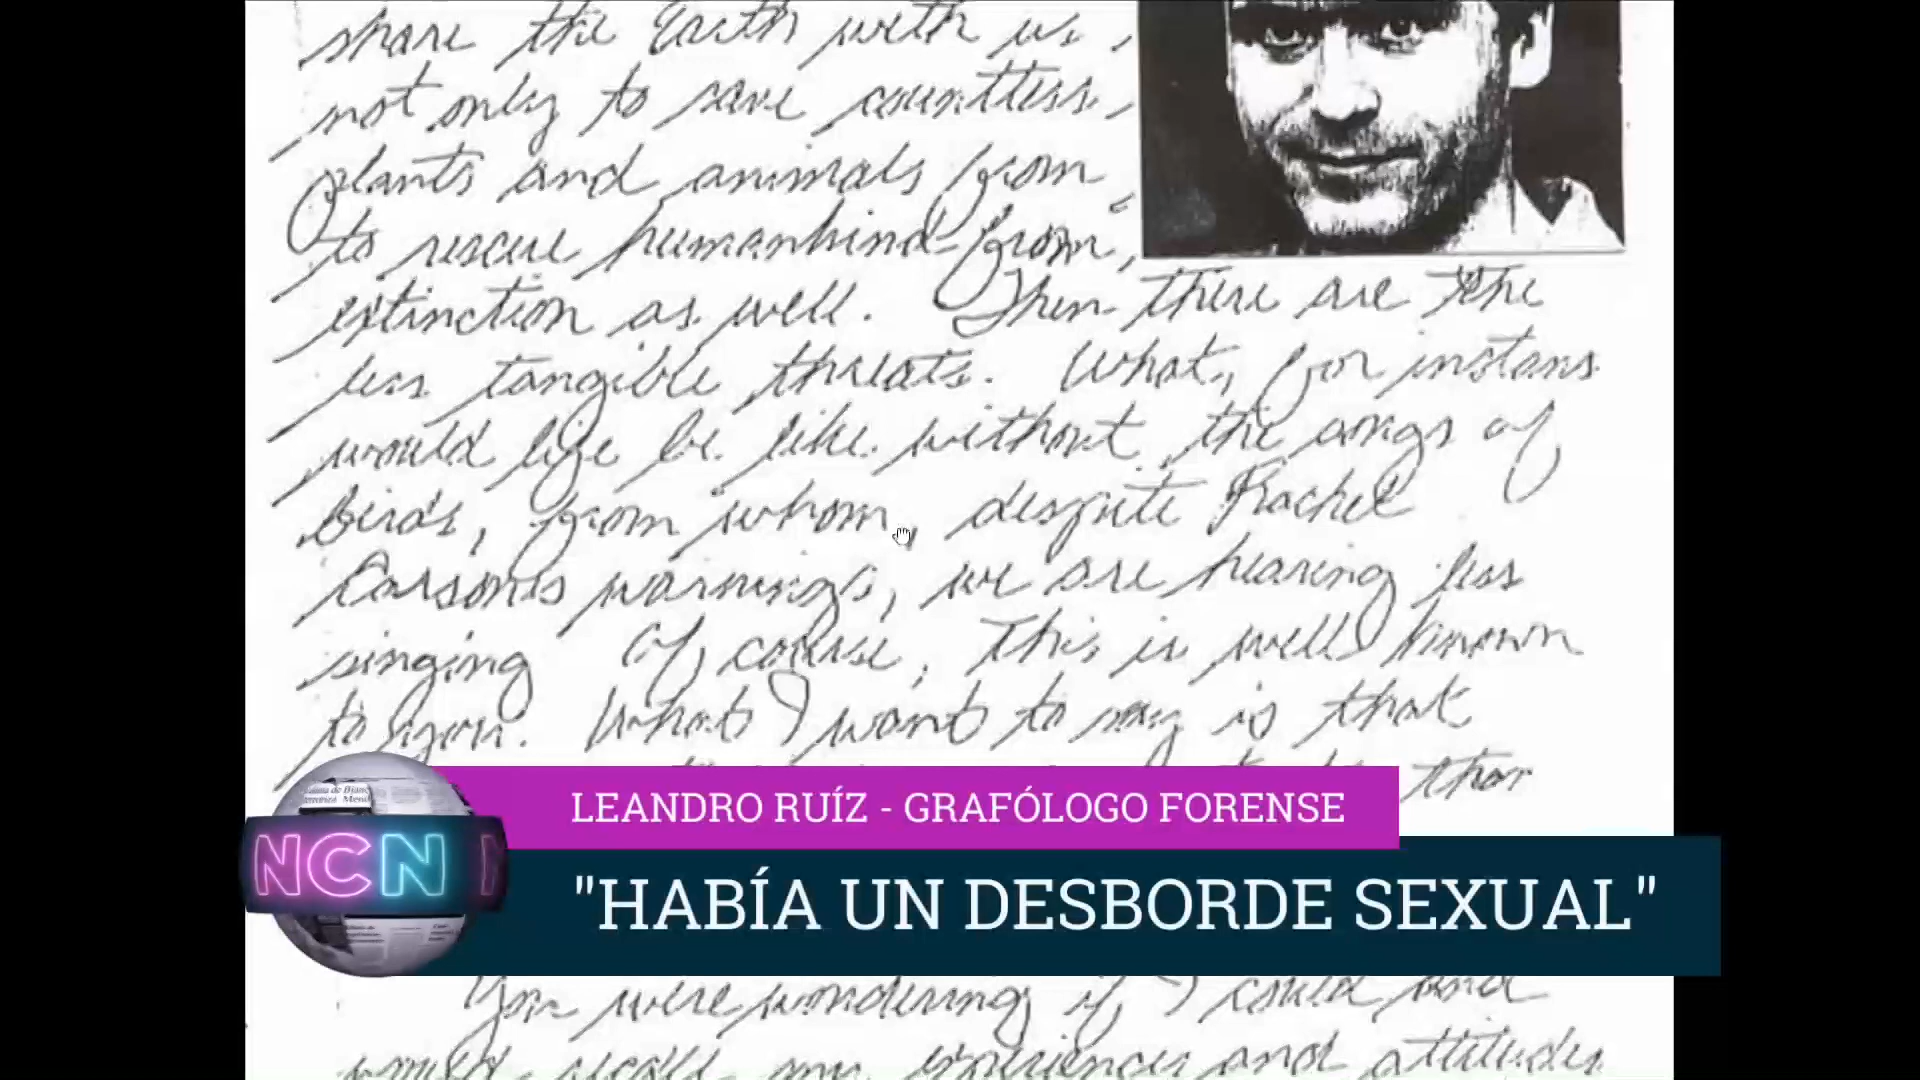 share the Earth with us,
not only to save countless
plants and animals from,
to rescue humankind from,
extinction as well. Then there are the
less tangible threats. What, for instans
would life be like without the songs of
birds, from whom, despite Rachel
Carson's warnings, we are hearing less
singing Of course, this is well known
to you. What I want to say is that
than
LEANDRO RUÍZ - GRAFÓLOGO FORENSE
NCN
"HABÍA UN DESBORDE SEXUAL"
You were wondering if I could and
would recall my experiences and attitudes